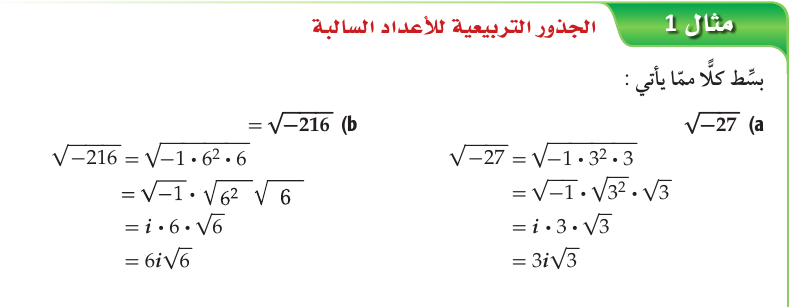 مثال 1 الجذور التربيعية للأعداد السالبة
بسِّط كلًّا ممّا يأتي :
(a √−27
√−27 = √−1 • 3² • 3
= √−1 • √3² • √3
= i • 3 • √3
= 3i√3
(b √−216 =
√−216 = √−1 • 6² • 6
= √−1 • √6² √6
= i • 6 • √6
= 6i√6